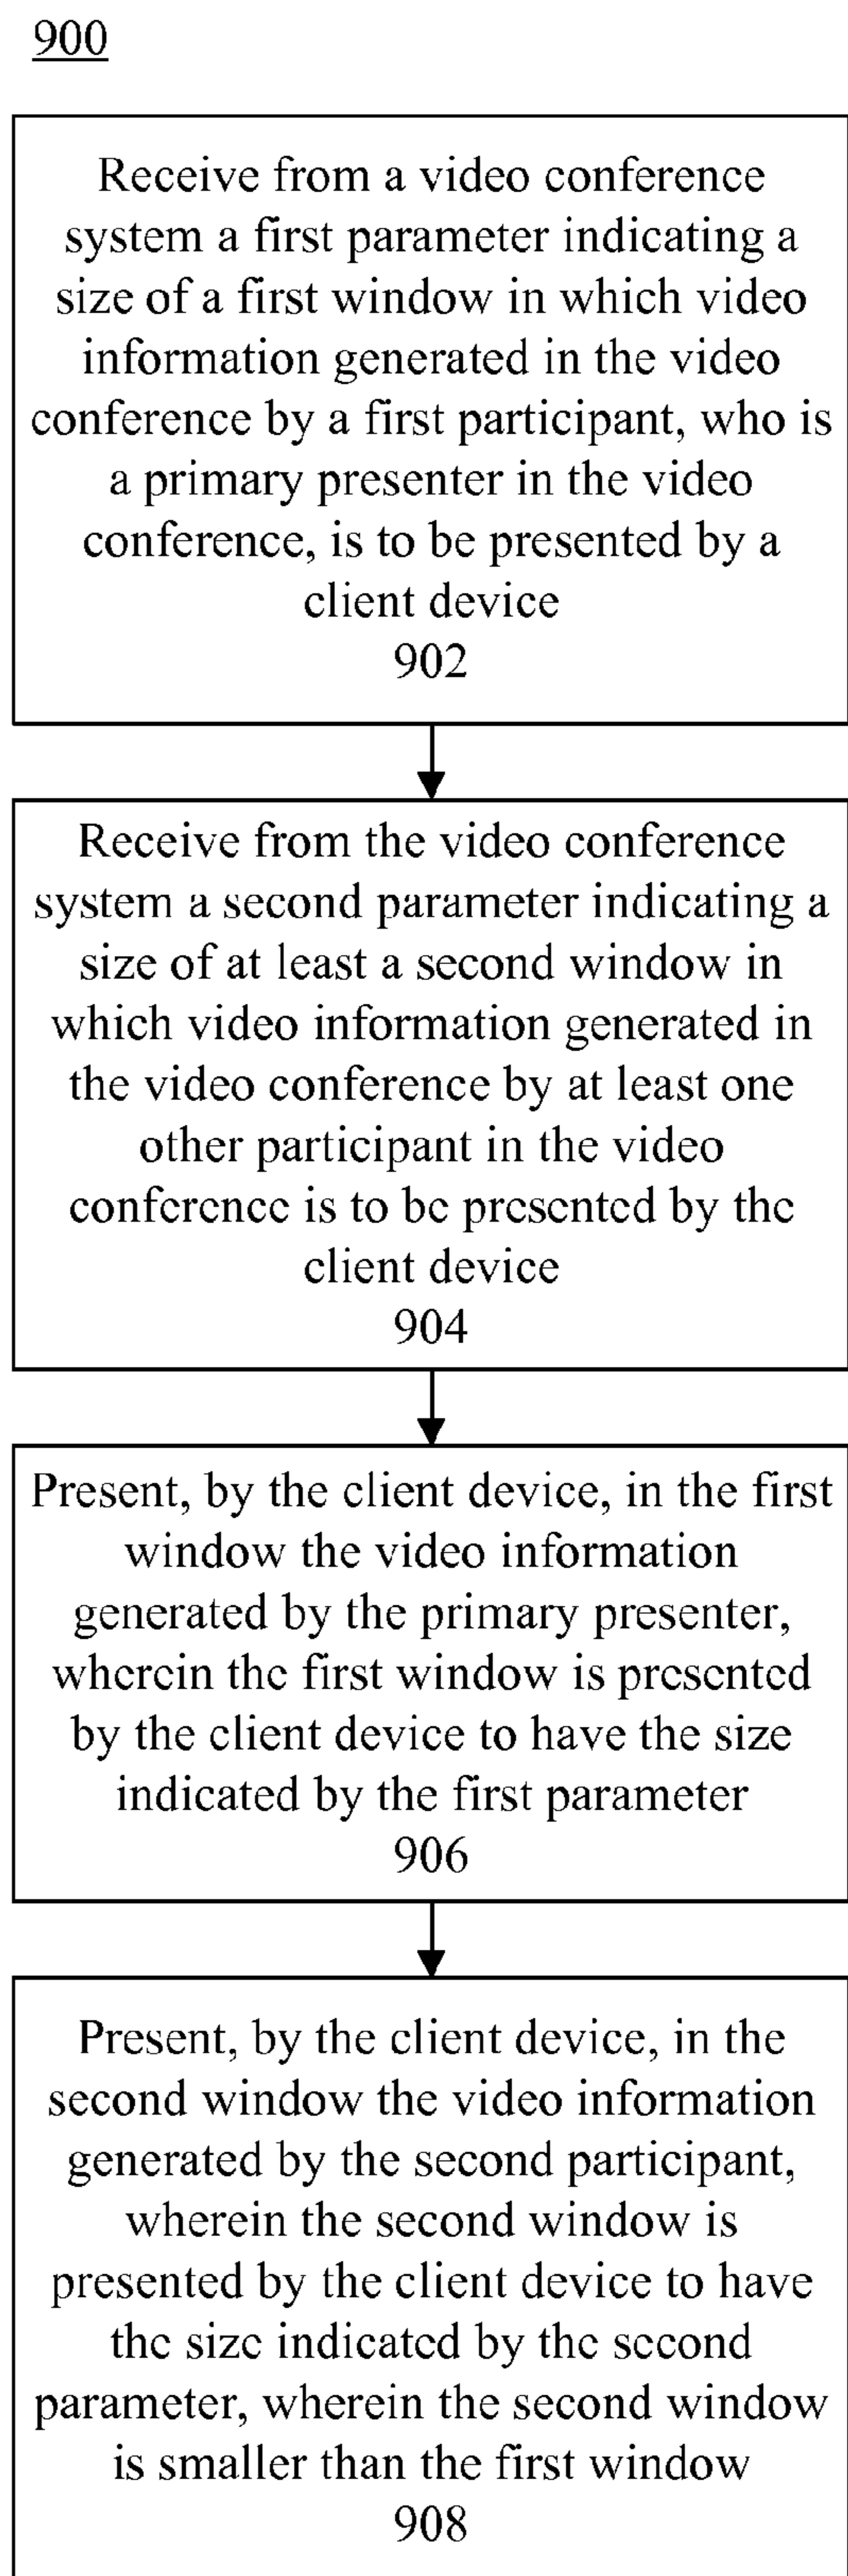 900
Receive from a video conference
system a first parameter indicating a
size of a first window in which video
information generated in the video
conference by a first participant, who is
a primary presenter in the video
conference, is to be presented by a
client device
902
Receive from the video conference
system a second parameter indicating a
size of at least a second window in
which video information generated in
the video conference by at least one
other participant in the video
conference is to be presented by the
client device
904
Present, by the client device, in the first
window the video information
generated by the primary presenter,
wherein the first window is presented
by the client device to have the size
indicated by the first parameter
906
Present, by the client device, in the
second window the video information
generated by the second participant,
wherein the second window is
presented by the client device to have
the size indicated by the second
parameter, wherein the second window
is smaller than the first window
908